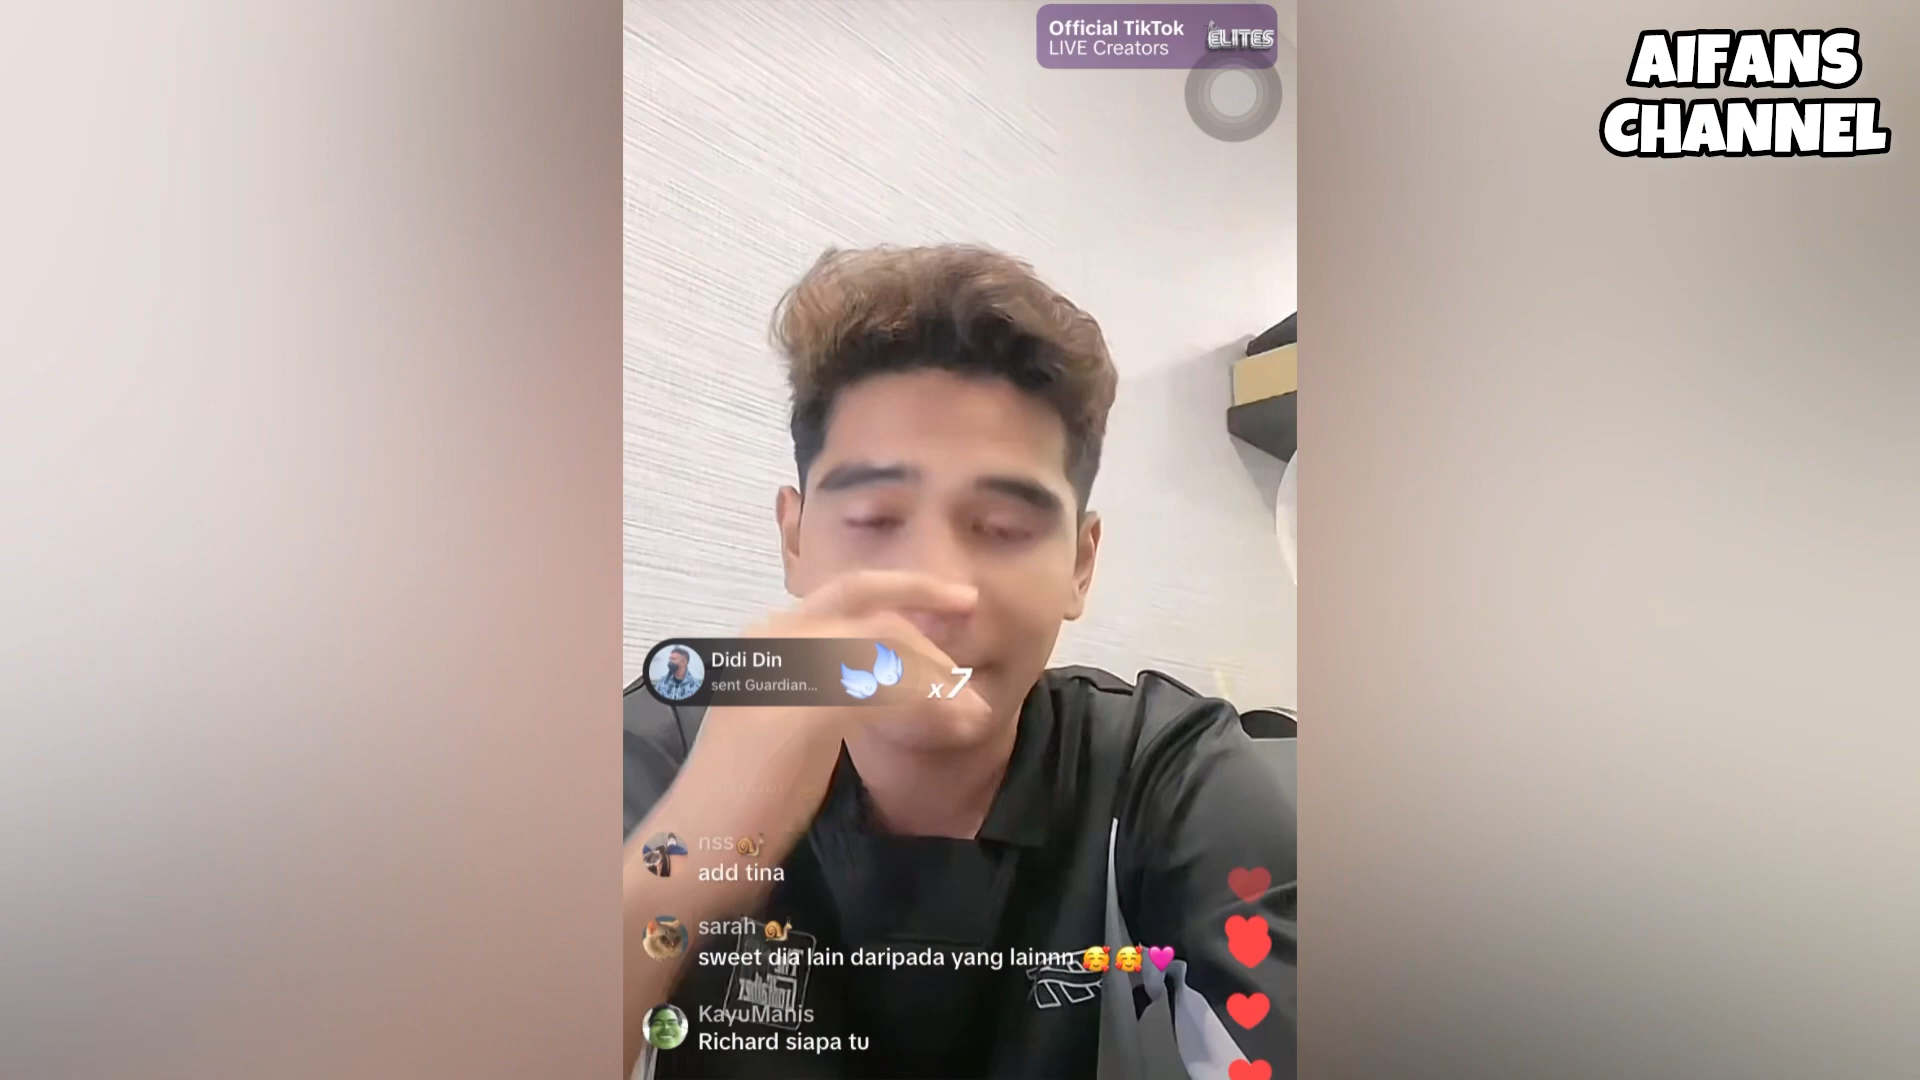 Official TikTok
LIVE Creators
ELITES
AIFANS
CHANNEL
Didi Din
sent Guardian...
x7
nss🐌
add tina
sarah 🐌
sweet dia lain daripada yang lainnn 🥰 🥰 💓
KayuManis
Richard siapa tu